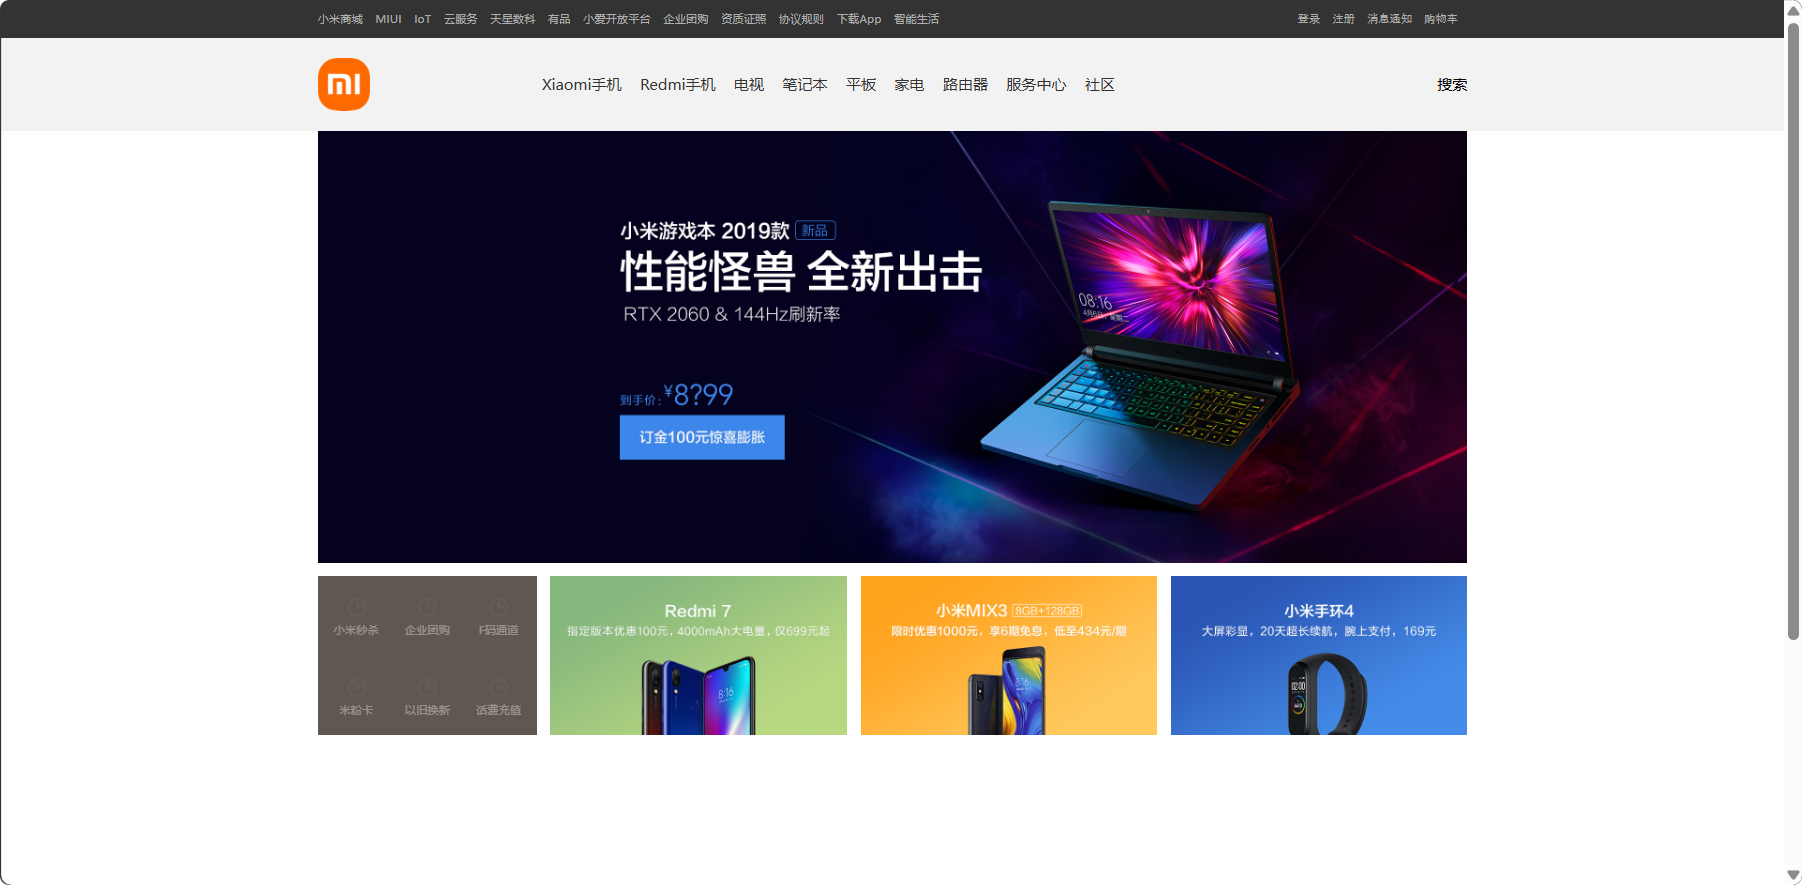 小米商城 MIUI IoT 云服务 天星数科 有品 小爱开放平台 企业团购 资质证照 协议规则 下载App 智能生活 登录 注册 消息通知 购物车
Xiaomi手机 Redmi手机 电视 笔记本 平板 家电 路由器 服务中心 社区 搜索
小米游戏本 2019款 新品
性能怪兽 全新出击
RTX 2060 & 144Hz刷新率
08:16
到手价：¥8?99
订金100元惊喜膨胀
小米秒杀 企业团购 F码通道
米粉卡 以旧换新 话费充值
Redmi 7
指定版本优惠100元，4000mAh大电量，仅699元起
8:16
小米MIX3 8GB+128GB
限时优惠1000元，享6期免息，低至434元/期
8:16
小米手环4
大屏彩显，20天超长续航，腕上支付，169元
02:00